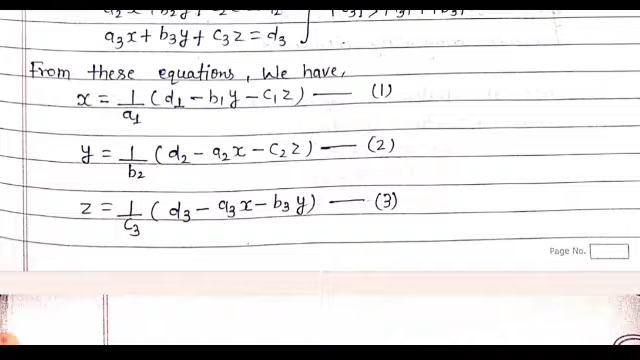 a₃x + b₃y + c₃z = d₃
From these equations, We have,
x = 1/a₁ (d₁ − b₁y − c₁z) —— (1)
y = 1/b₂ (d₂ − a₂x − c₂z) —— (2)
z = 1/c₃ (d₃ − a₃x − b₃y) —— (3)
Page No.